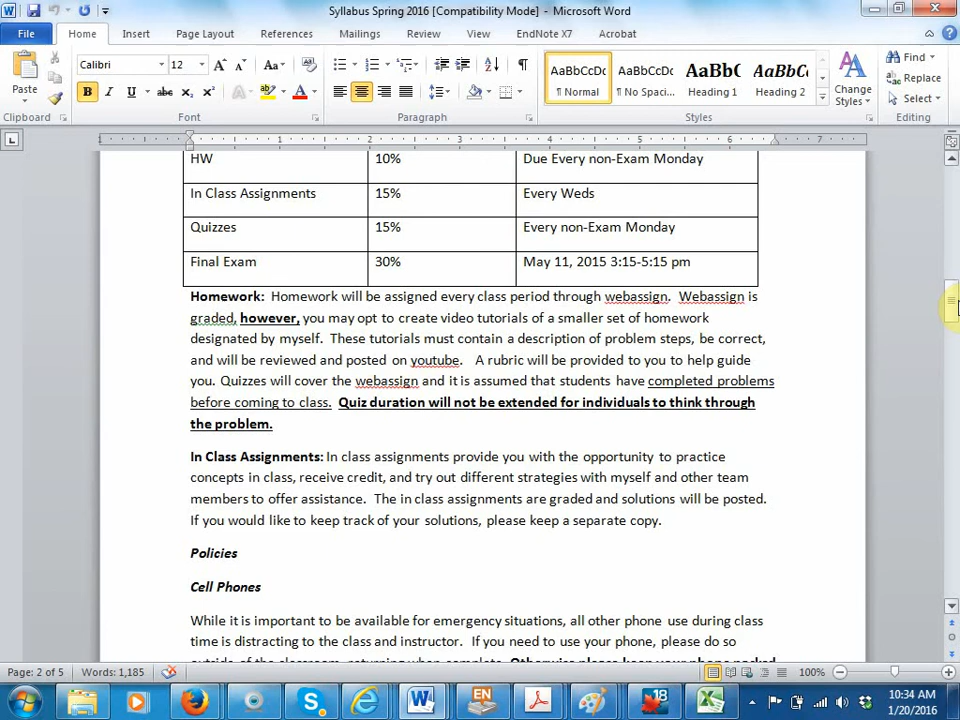 Syllabus Spring 2016 [Compatibility Mode] - Microsoft Word
File Home Insert Page Layout References Mailings Review View EndNote X7 Acrobat
Calibri 12 Find
Paste AaBbCcDc AaBbCcDc AaBbC( AaBbCc Change Styles Replace
¶ Normal ¶ No Spaci... Heading 1 Heading 2 Select
Clipboard Font Paragraph Styles Editing
1 2 3 4 5 6 7
HW 10% Due Every non-Exam Monday
In Class Assignments 15% Every Weds
Quizzes 15% Every non-Exam Monday
Final Exam 30% May 11, 2015 3:15-5:15 pm
Homework: Homework will be assigned every class period through webassign. Webassign is
graded, however, you may opt to create video tutorials of a smaller set of homework
designated by myself. These tutorials must contain a description of problem steps, be correct,
and will be reviewed and posted on youtube. A rubric will be provided to you to help guide
you. Quizzes will cover the webassign and it is assumed that students have completed problems
before coming to class. Quiz duration will not be extended for individuals to think through
the problem.
In Class Assignments: In class assignments provide you with the opportunity to practice
concepts in class, receive credit, and try out different strategies with myself and other team
members to offer assistance. The in class assignments are graded and solutions will be posted.
If you would like to keep track of your solutions, please keep a separate copy.
Policies
Cell Phones
While it is important to be available for emergency situations, all other phone use during class
time is distracting to the class and instructor. If you need to use your phone, please do so
outside of the classroom, returning when complete. Otherwise please keep your phone packed
Page: 2 of 5 Words: 1,185 100%
10:34 AM
1/20/2016